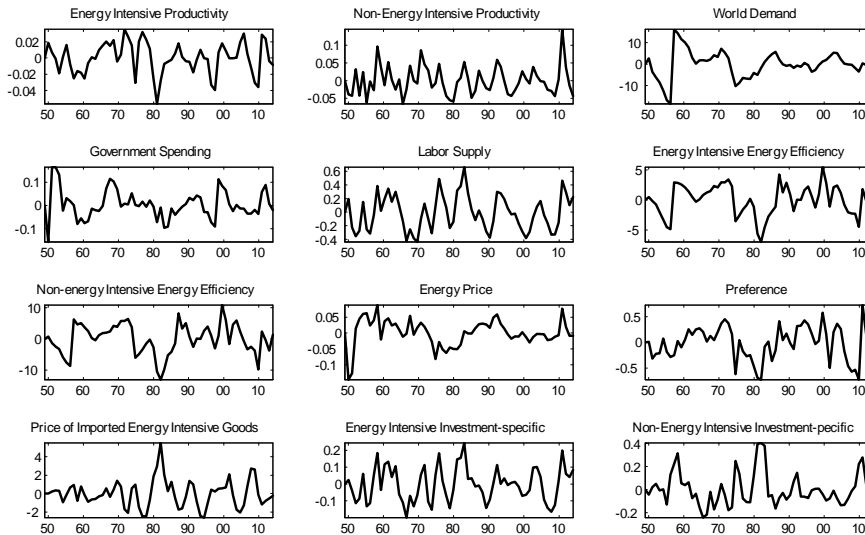 Energy Intensive Productivity
Non-Energy Intensive Productivity
World Demand
0.02
0
-0.02
-0.04
50 60 70 80 90 00 10
0.1
0.05
0
-0.05
50 60 70 80 90 00 10
10
0
-10
50 60 70 80 90 00 10
Government Spending
Labor Supply
Energy Intensive Energy Efficiency
0.1
0
-0.1
50 60 70 80 90 00 10
0.6
0.4
0.2
0
-0.2
-0.4
50 60 70 80 90 00 10
5
0
-5
50 60 70 80 90 00 10
Non-energy Intensive Energy Efficiency
Energy Price
Preference
10
0
-10
50 60 70 80 90 00 10
0.05
0
-0.05
-0.1
50 60 70 80 90 00 10
0.5
0
-0.5
50 60 70 80 90 00 10
Price of Imported Energy Intensive Goods
Energy Intensive Investment-specific
Non-Energy Intensive Investment-pecific
4
2
0
-2
50 60 70 80 90 00 10
0.2
0.1
0
-0.1
50 60 70 80 90 00 10
0.4
0.2
0
-0.2
50 60 70 80 90 00 10